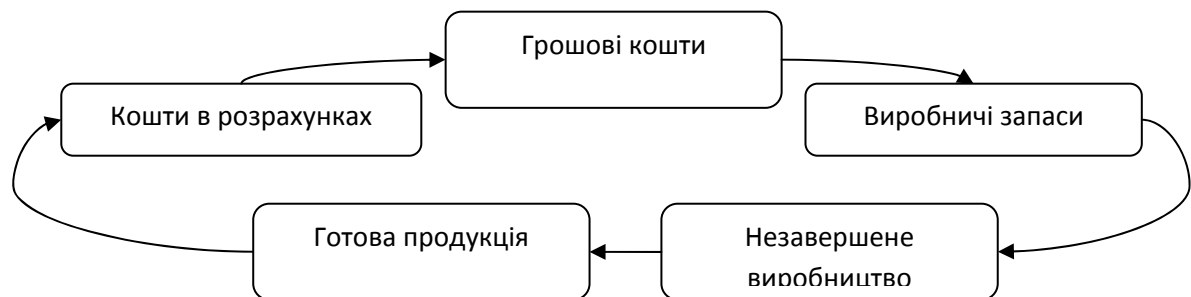 Грошові кошти
Кошти в розрахунках
Виробничі запаси
Готова продукція
Незавершене
виробництво